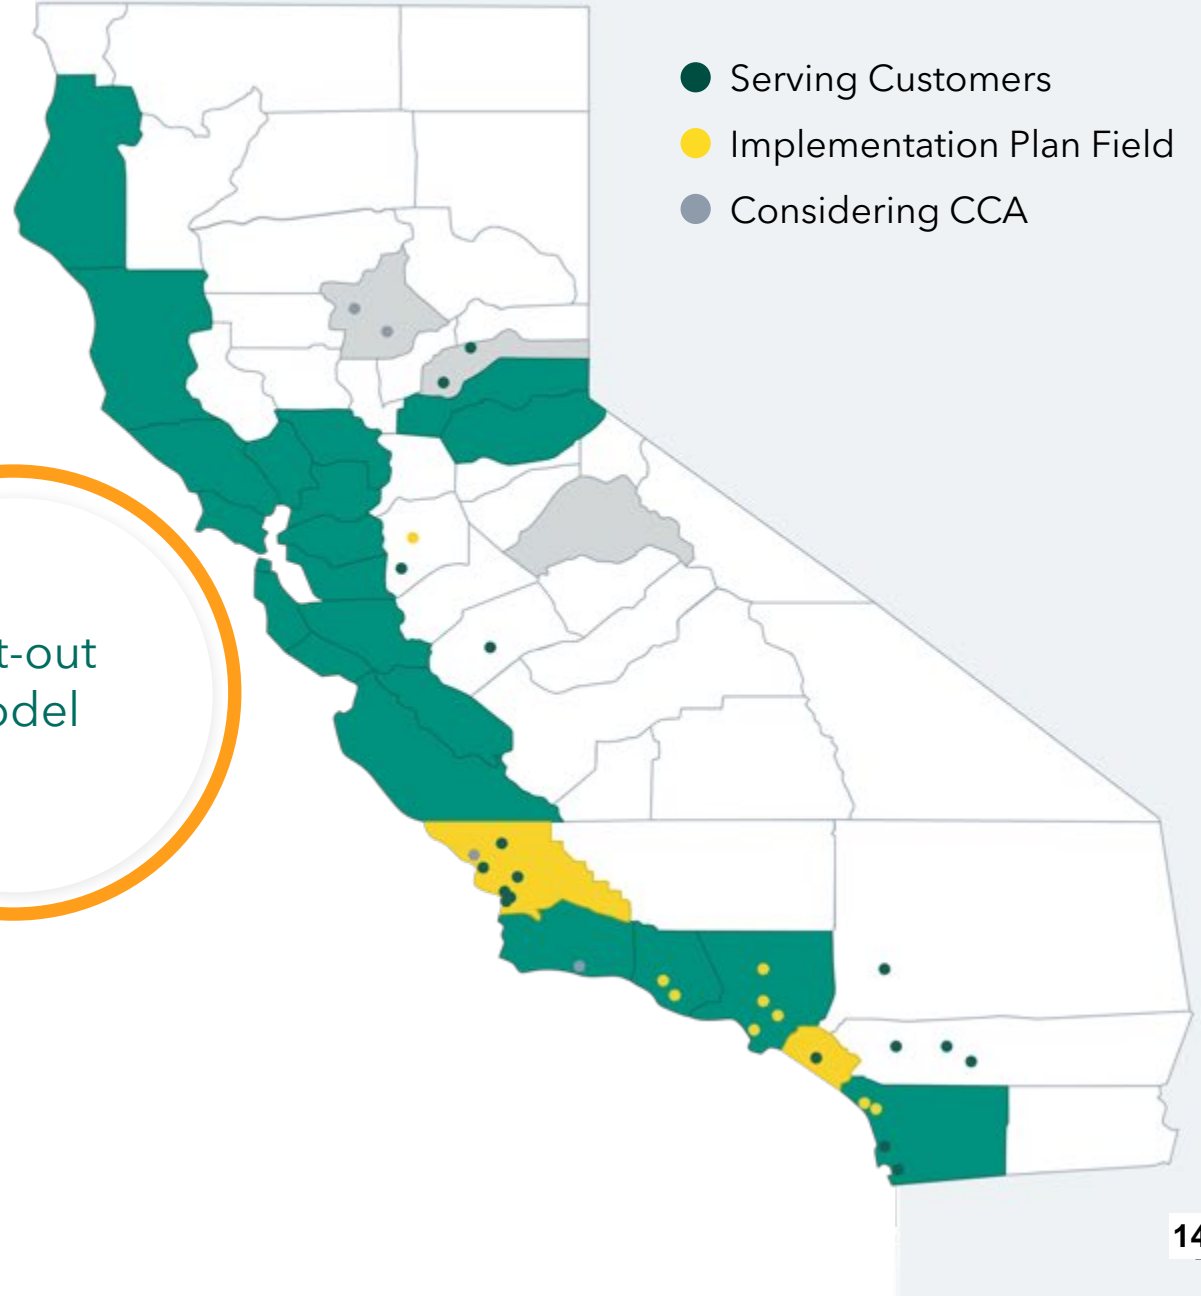 Serving Customers
Implementation Plan Field
Considering CCA
t-out
odel
14